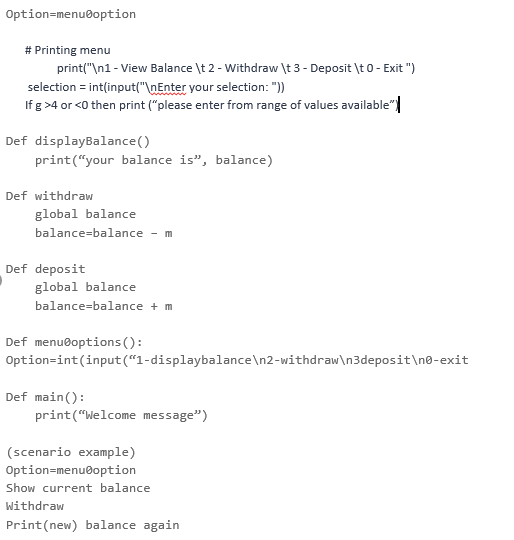 Option=menu0option
# Printing menu
print("\n1 - View Balance \t 2 - Withdraw \t 3 - Deposit \t 0 - Exit ")
selection = int(input("\nEnter your selection: "))
If g >4 or <0 then print (“please enter from range of values available”)
Def displayBalance()
print(“your balance is”, balance)
Def withdraw
global balance
balance=balance – m
Def deposit
global balance
balance=balance + m
Def menu0options():
Option=int(input(“1-displaybalance\n2-withdraw\n3deposit\n0-exit
Def main():
print(“Welcome message”)
(scenario example)
Option=menu0option
Show current balance
Withdraw
Print(new) balance again